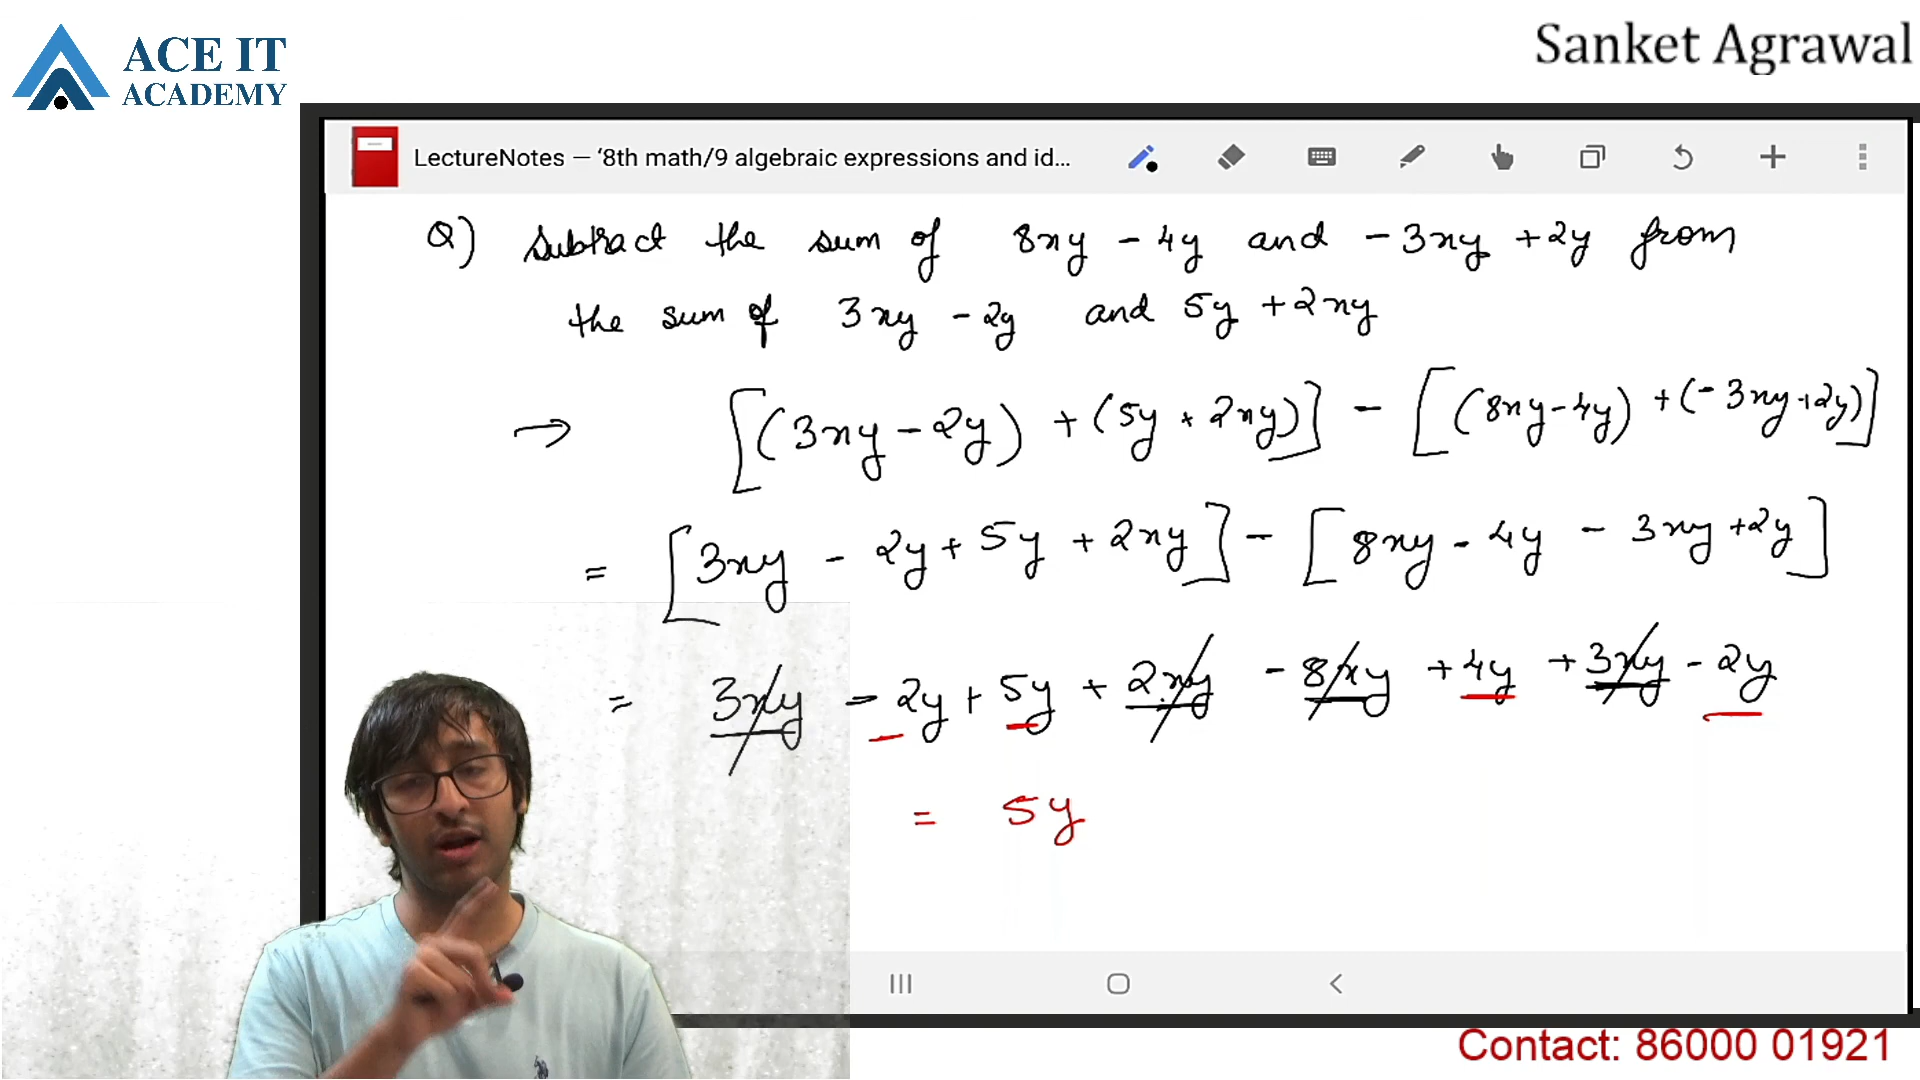 ACE IT
ACADEMY
Sanket Agrawal
LectureNotes — ‘8th math/9 algebraic expressions and id...
Q) Subtract the sum of 8xy - 4y and - 3xy + 2y from
the sum of 3xy - 2y and 5y + 2xy
→ [(3xy - 2y) + (5y + 2xy)] - [(8xy - 4y) + (- 3xy + 2y)]
= [3xy - 2y + 5y + 2xy] - [8xy - 4y - 3xy + 2y]
= 3xy - 2y + 5y + 2xy - 8xy + 4y + 3xy - 2y
= 5y
Contact: 86000 01921